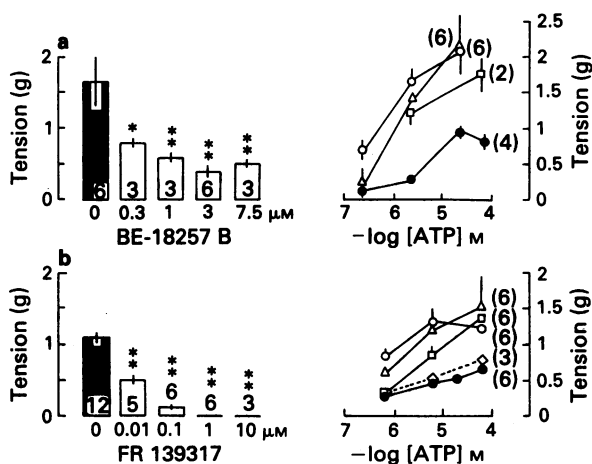 a
Tension (g)
2
1
0
* ** ** **
6 3 3 6 3
0 0.3 1 3 7.5 μM
BE-18257 B
(6) (6)
(2)
(4)
2.5
2
1.5
1
0.5
0
Tension (g)
7 6 5 4
−log [ATP] M
b
Tension (g)
2
1
0
** ** ** **
12 5 6 6 3
0 0.01 0.1 1 10 μM
FR 139317
(6)
(6)
(6)
(3)
(6)
2
1.5
1
0.5
0
Tension (g)
7 6 5 4
−log [ATP] M